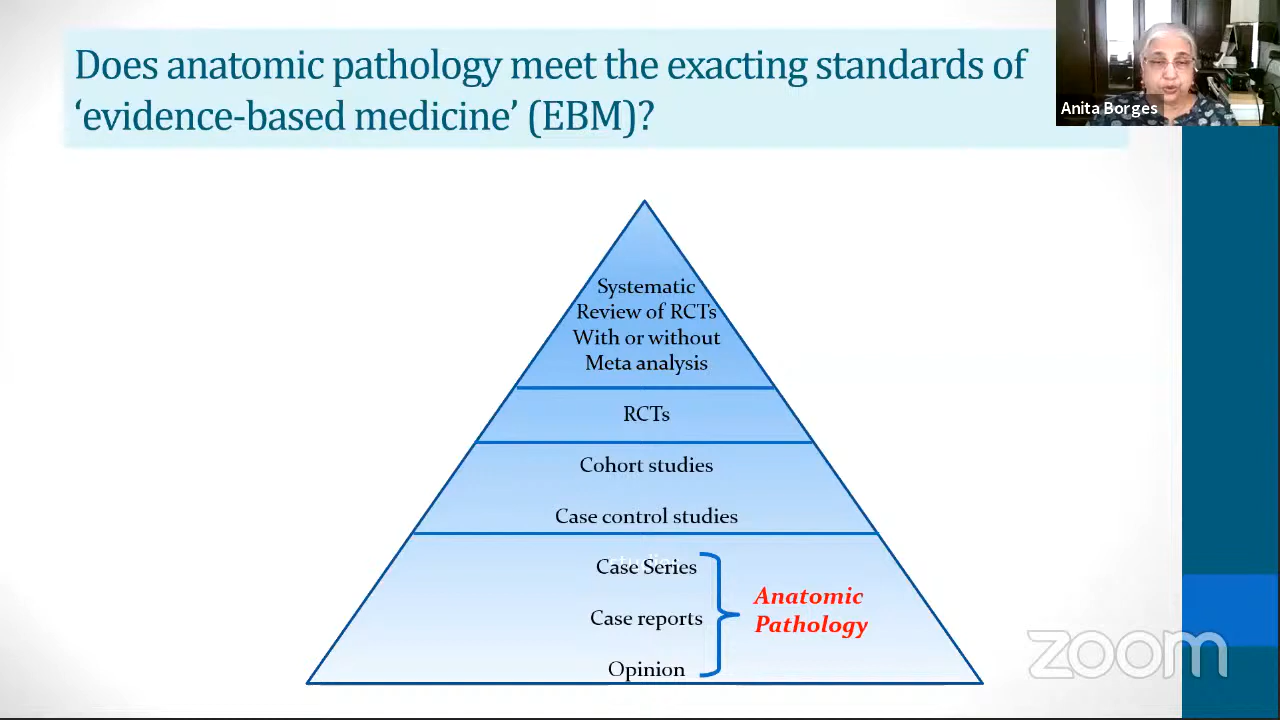 Does anatomic pathology meet the exacting standards of
‘evidence-based medicine’ (EBM)?
Anita Borges
Systematic
Review of RCTs
With or without
Meta analysis
RCTs
Cohort studies
Case control studies
Case Series
Case reports
Opinion
Anatomic
Pathology
zoom